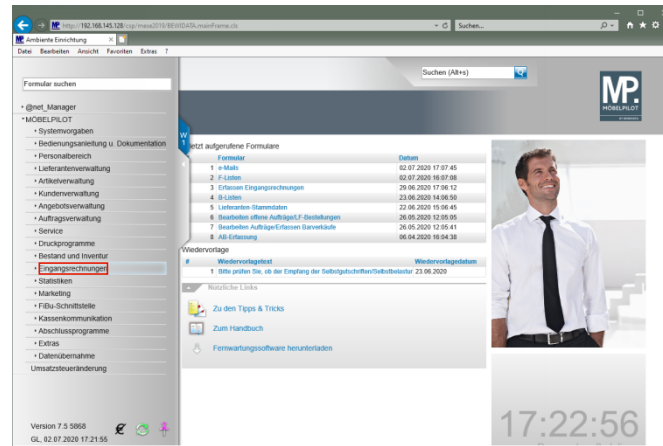 http://192.168.145.128/csp/mese2019/BEWIDATA.mainFrame.cls
Suchen...
Ambiente Einrichtung
Datei Bearbeiten Ansicht Favoriten Extras ?
Formular suchen
Suchen (Alt+s)
MP.
MÖBELPILOT
@net_Manager
MÖBELPILOT
Systemvorgaben
Bedienungsanleitung u. Dokumentation
Personalbereich
Lieferantenverwaltung
Artikelverwaltung
Kundenverwaltung
Angebotsverwaltung
Auftragsverwaltung
Service
Druckprogramme
Bestand und Inventur
Eingangsrechnungen
Statistiken
Marketing
FiBu-Schnittstelle
Kassenkommunikation
Abschlussprogramme
Extras
Datenübernahme
Umsatzsteueränderung
Version 7.5 5868
GL, 02.07.2020 17:21:55
W
1
letzt aufgerufene Formulare
Formular Datum
1 e-Mails 02.07.2020 17:07:45
2 F-Listen 02.07.2020 16:07:08
3 Erfassen Eingangsrechnungen 29.06.2020 17:06:12
4 B-Listen 23.06.2020 14:06:50
5 Lieferanten-Stammdaten 22.06.2020 15:06:45
6 Bearbeiten offene Aufträge/LF-Bestellungen 26.05.2020 12:05:05
7 Bearbeiten Aufträge/Erfassen Barverkäufe 26.05.2020 12:05:41
8 AB-Erfassung 06.04.2020 16:04:38
Wiedervorlage
# Wiedervorlagetext Wiedervorlagedatum
1 Bitte prüfen Sie, ob der Empfang der Selbstgutschriften/Selbstbelastur 23.06.2020
Nützliche Links
Zu den Tipps & Tricks
Zum Handbuch
Fernwartungssoftware herunterladen
17:22:56